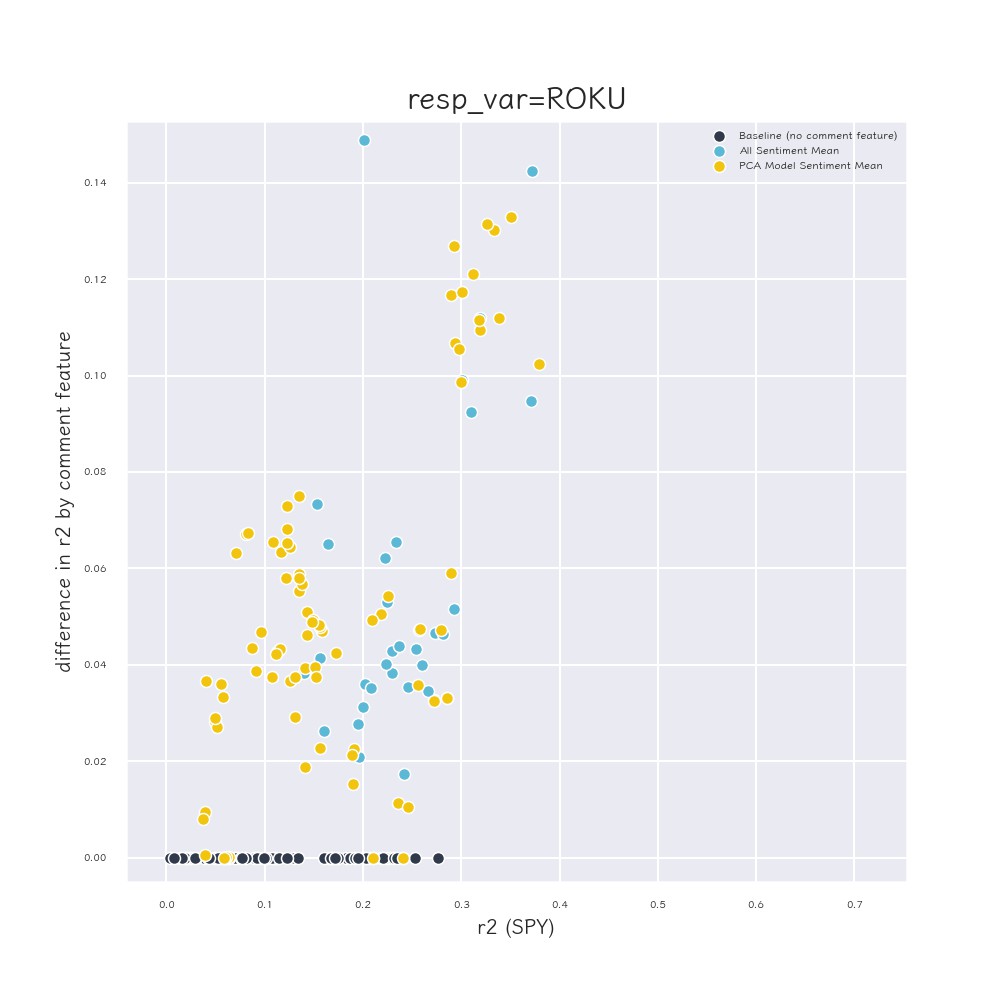 resp_var=ROKU
Baseline (no comment feature)
All Sentiment Mean
PCA Model Sentiment Mean
difference in r2 by comment feature
0.14
0.12
0.10
0.08
0.06
0.04
0.02
0.00
0.0 0.1 0.2 0.3 0.4 0.5 0.6 0.7
r2 (SPY)